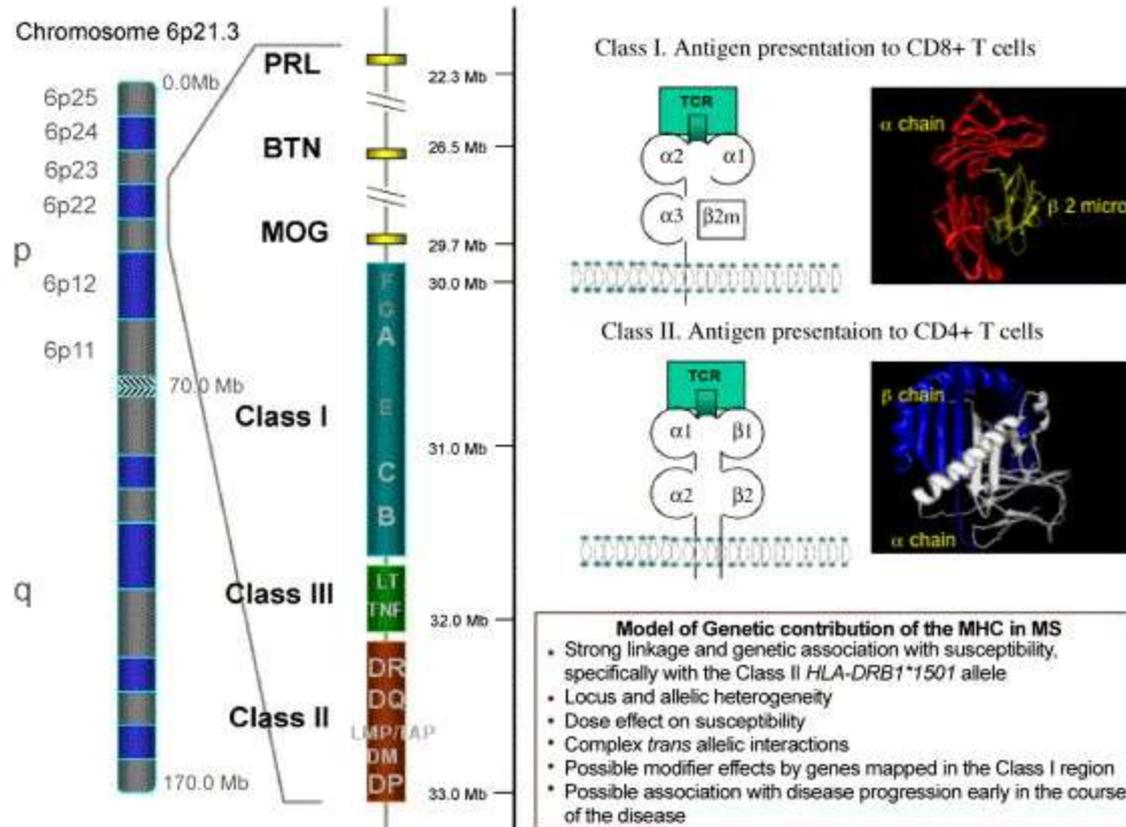 Chromosome 6p21.3
0.0Mb
6p25
6p24
6p23
6p22
p
6p12
6p11
70.0 Mb
q
170.0 Mb
PRL
BTN
MOG
Class I
Class III
Class II
22.3 Mb
26.5 Mb
29.7 Mb
30.0 Mb
31.0 Mb
32.0 Mb
33.0 Mb
F
G
A
E
C
B
LT
TNF
DR
DQ
LMP/TAP
DM
DP
Class I. Antigen presentation to CD8+ T cells
TCR
α2
α1
α3
β2m
α chain
β 2 micro
Class II. Antigen presentaion to CD4+ T cells
TCR
α1
β1
α2
β2
β chain
α chain
Model of Genetic contribution of the MHC in MS
• Strong linkage and genetic association with susceptibility,
specifically with the Class II HLA-DRB1*1501 allele
• Locus and allelic heterogeneity
• Dose effect on susceptibility
• Complex trans allelic interactions
• Possible modifier effects by genes mapped in the Class I region
• Possible association with disease progression early in the course
of the disease